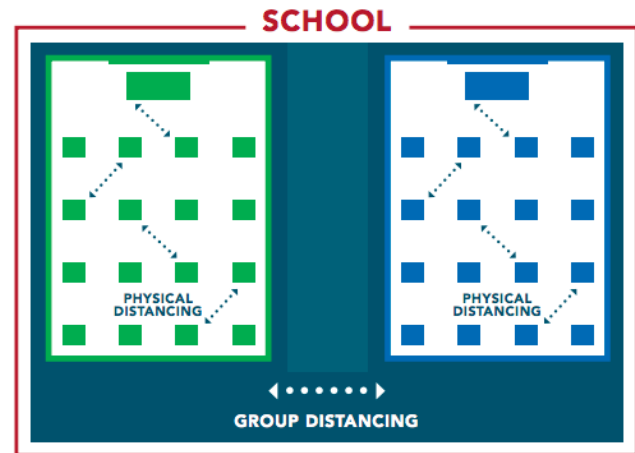 SCHOOL
PHYSICAL
DISTANCING
PHYSICAL
DISTANCING
GROUP DISTANCING